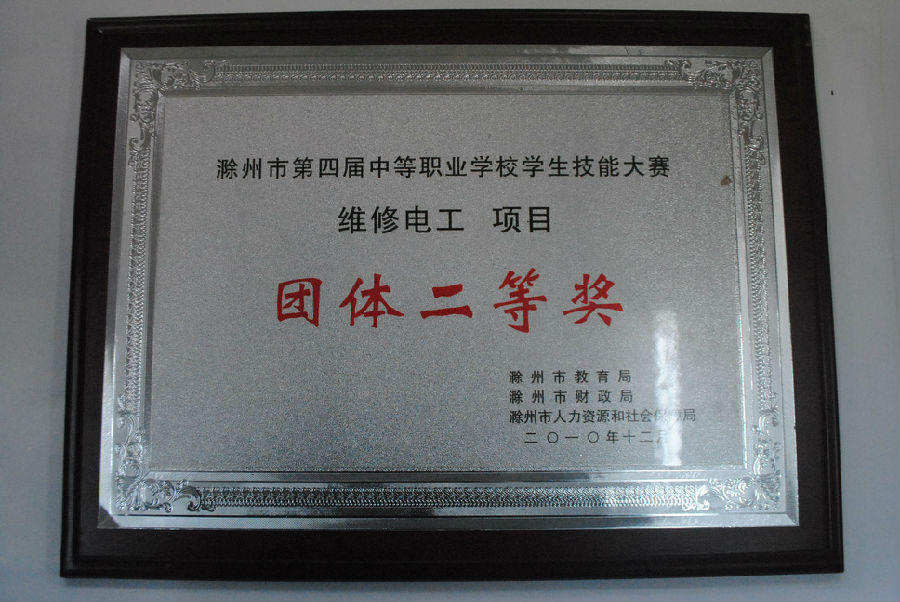 滁州市第四届中等职业学校学生技能大赛
维修电工 项目
团体二等奖
滁州市教育局
滁州市财政局
滁州市人力资源和社会保障局
二〇一〇年十二月